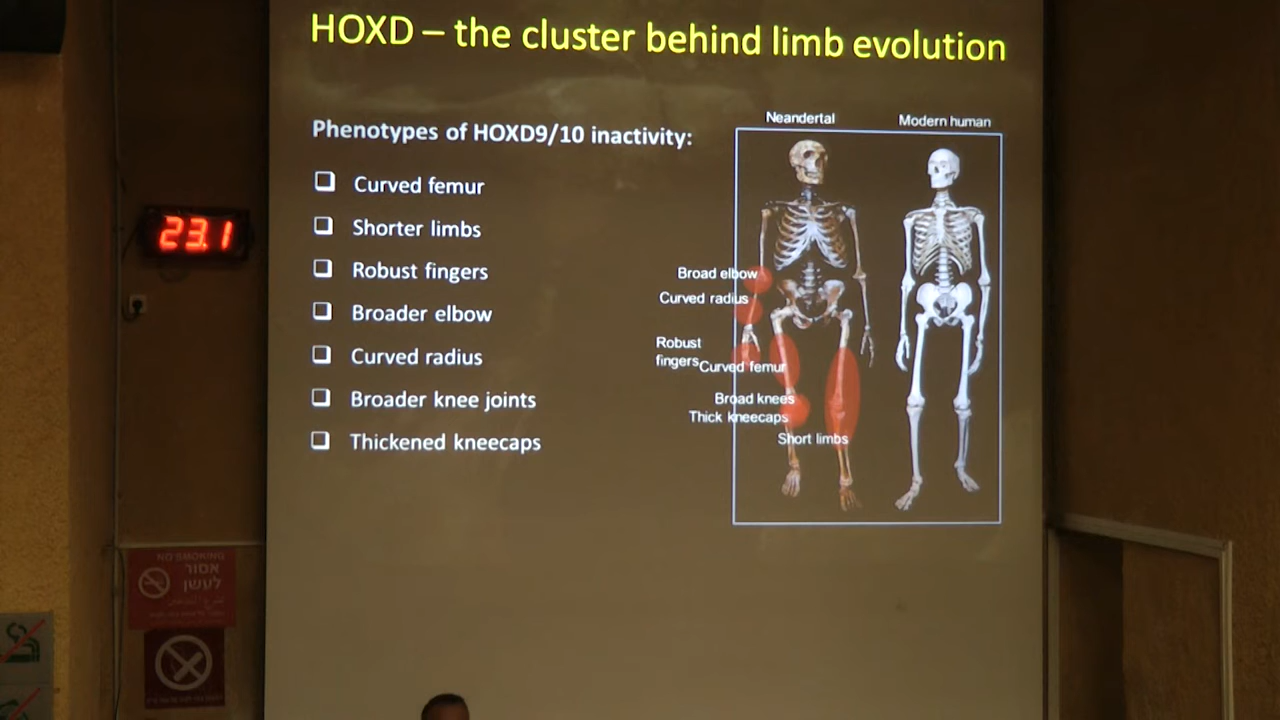 HOXD – the cluster behind limb evolution
Phenotypes of HOXD9/10 inactivity:
Curved femur
Shorter limbs
Robust fingers
Broader elbow
Curved radius
Broader knee joints
Thickened kneecaps
Neandertal
Modern human
Broad elbow
Curved radius
Robust
fingers
Curved femur
Broad knees
Thick kneecaps
Short limbs
23.1
NO SMOKING
אסור
לעשן